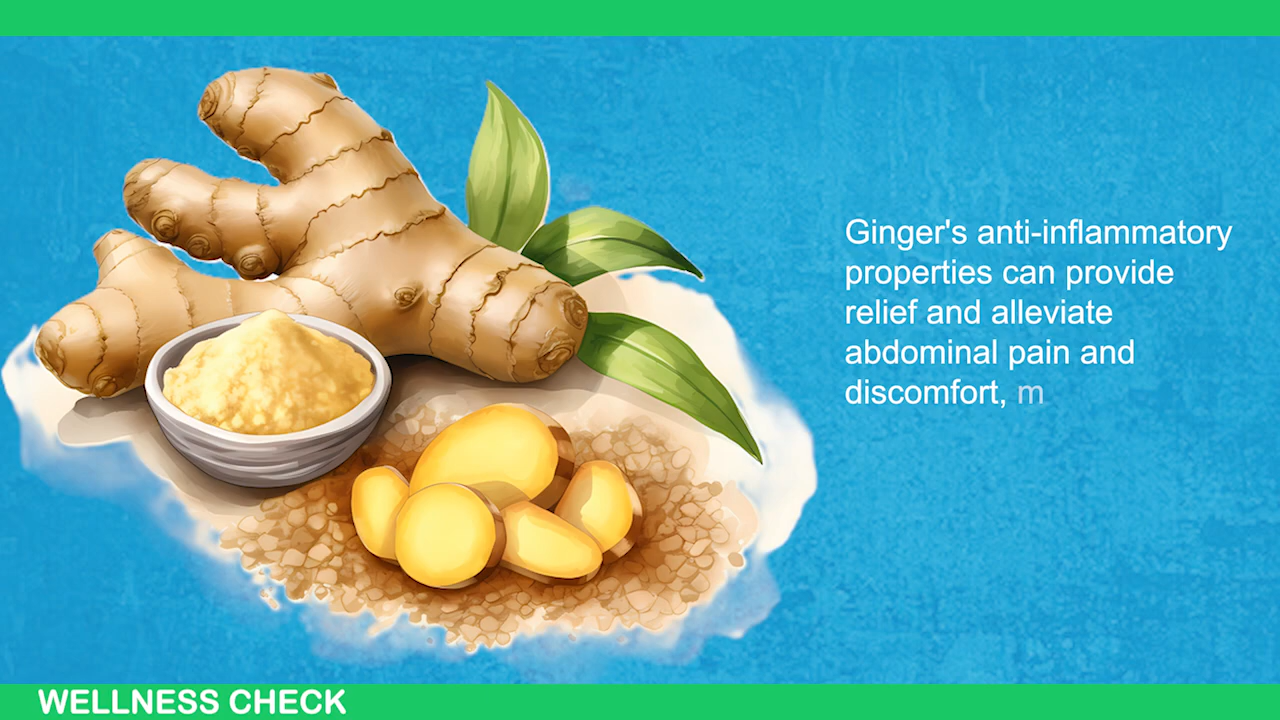 Ginger's anti-inflammatory
properties can provide
relief and alleviate
abdominal pain and
discomfort, m
WELLNESS CHECK